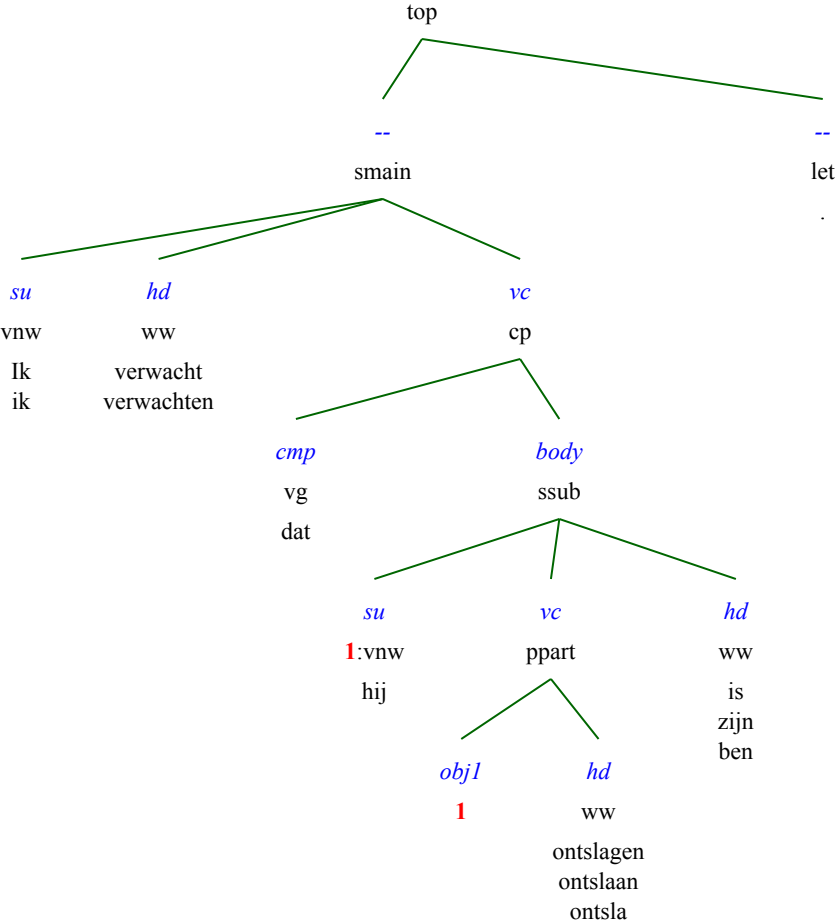 top
-- --
smain let
.
su hd vc
vnw ww cp
Ik verwacht
ik verwachten
cmp body
vg ssub
dat
su vc hd
1:vnw ppart ww
hij is
zijn
ben
obj1 hd
1 ww
ontslagen
ontslaan
ontsla